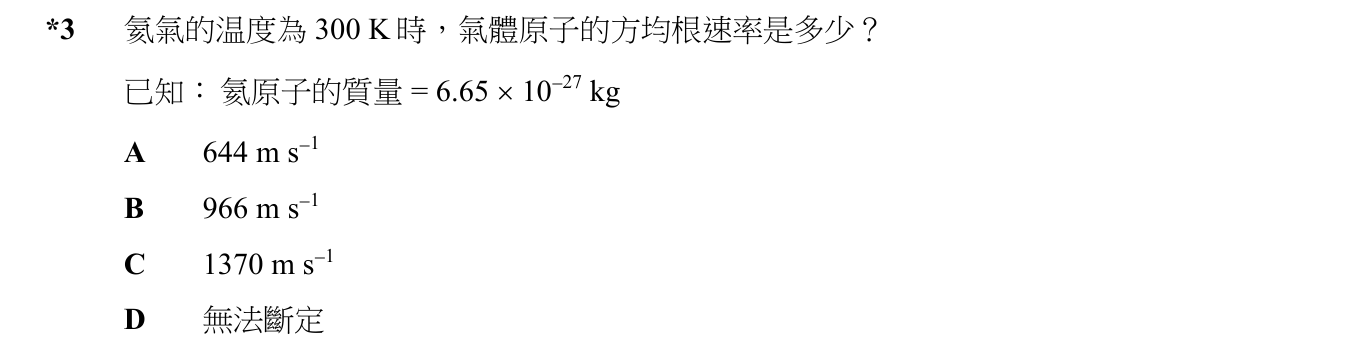 *3 氦氣的温度為 300 K 時，氣體原子的方均根速率是多少？
已知： 氦原子的質量 = 6.65 × 10⁻²⁷ kg
A 644 m s⁻¹
B 966 m s⁻¹
C 1370 m s⁻¹
D 無法斷定